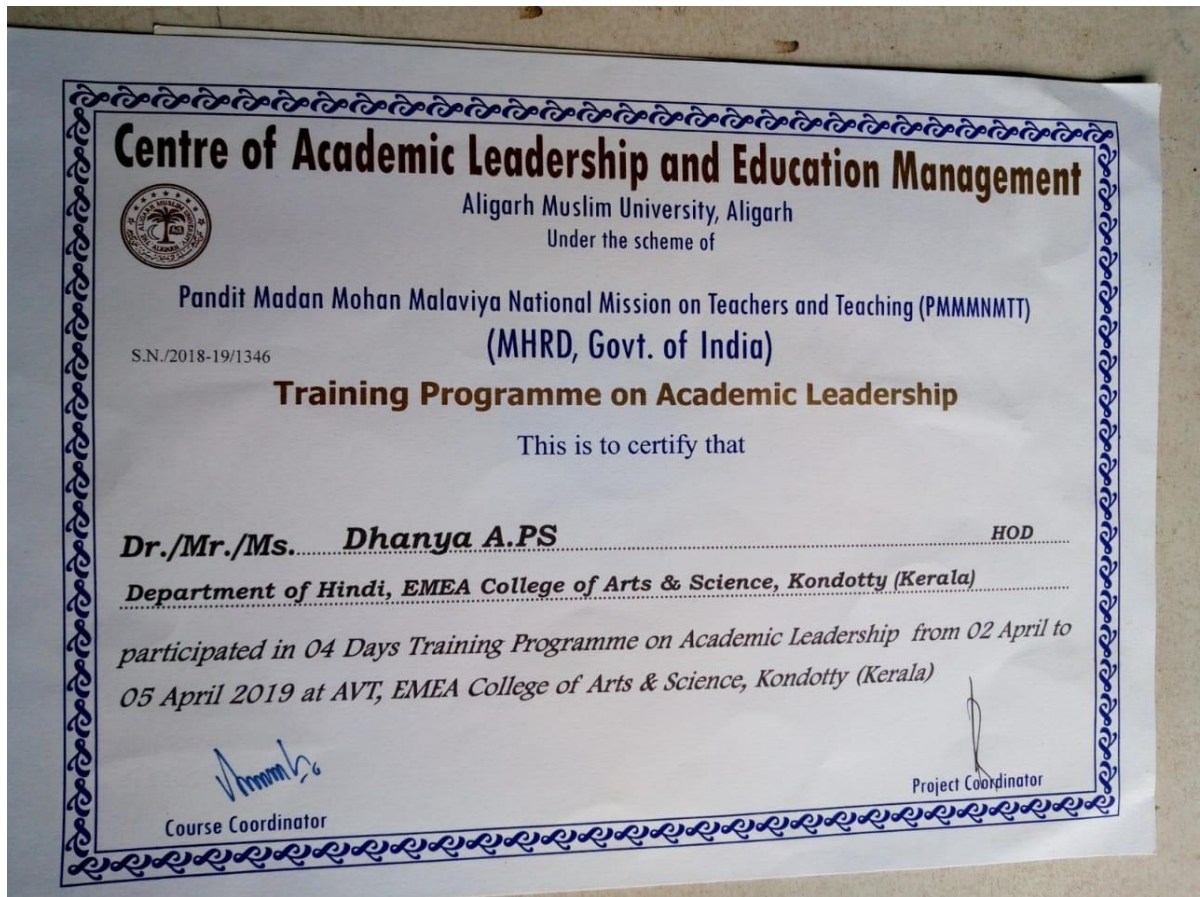 Centre of Academic Leadership and Education Management
Aligarh Muslim University, Aligarh
Under the scheme of
Pandit Madan Mohan Malaviya National Mission on Teachers and Teaching (PMMMNMTT)
S.N./2018-19/1346
(MHRD, Govt. of India)
Training Programme on Academic Leadership
This is to certify that
Dr./Mr./Ms. Dhanya A.PS HOD
Department of Hindi, EMEA College of Arts & Science, Kondotty (Kerala)
participated in 04 Days Training Programme on Academic Leadership from 02 April to
05 April 2019 at AVT, EMEA College of Arts & Science, Kondotty (Kerala)
Course Coordinator
Project Coordinator